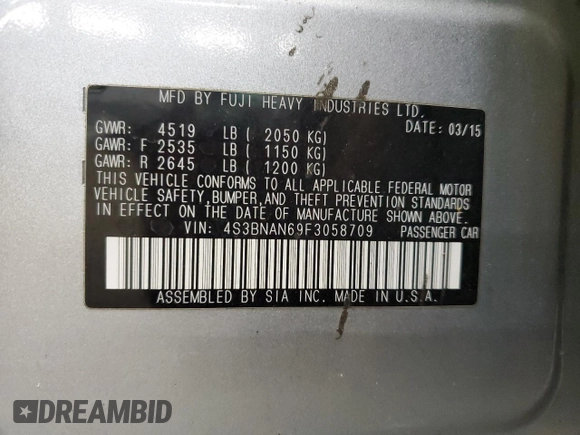 MFD BY FUJI HEAVY INDUSTRIES LTD.
GVWR: 4519 LB ( 2050 KG) DATE: 03/15
GAWR: F 2535 LB ( 1150 KG)
GAWR: R 2645 LB ( 1200 KG)
THIS VEHICLE CONFORMS TO ALL APPLICABLE FEDERAL MOTOR
VEHICLE SAFETY, BUMPER, AND THEFT PREVENTION STANDARDS
IN EFFECT ON THE DATE OF MANUFACTURE SHOWN ABOVE.
VIN: 4S3BNAN69F3058709 PASSENGER CAR
ASSEMBLED BY SIA INC. MADE IN U.S.A.
DREAMBID